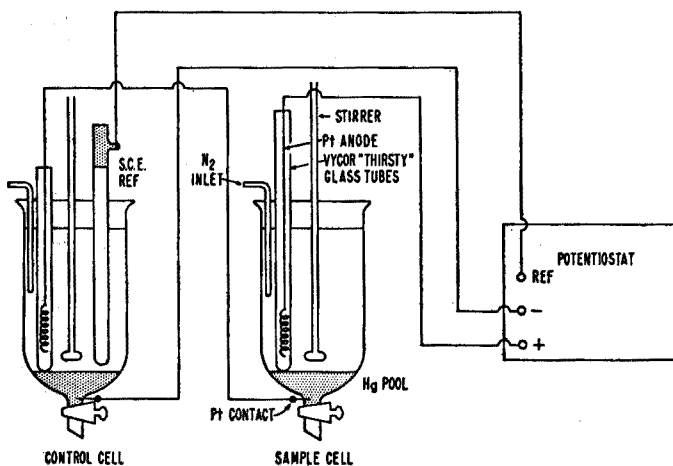 S.C.E.
REF
N2
INLET
STIRRER
Pt ANODE
VYCOR "THIRSTY"
GLASS TUBES
POTENTIOSTAT
REF
−
+
Hg POOL
Pt CONTACT
CONTROL CELL
SAMPLE CELL